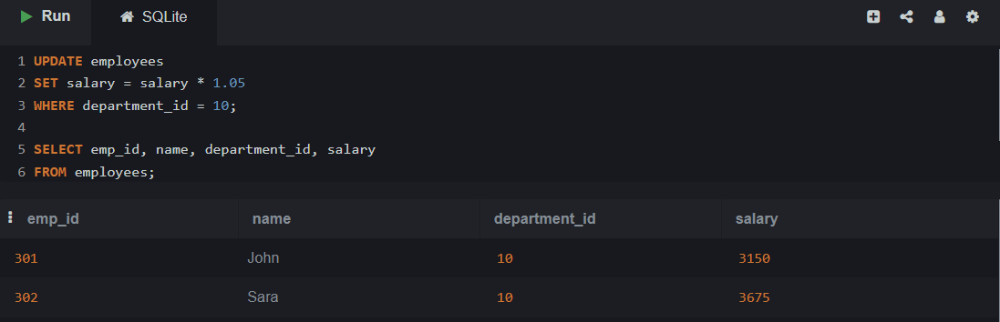 Run SQLite
1 UPDATE employees
2 SET salary = salary * 1.05
3 WHERE department_id = 10;
4
5 SELECT emp_id, name, department_id, salary
6 FROM employees;
emp_id name department_id salary
301 John 10 3150
302 Sara 10 3675